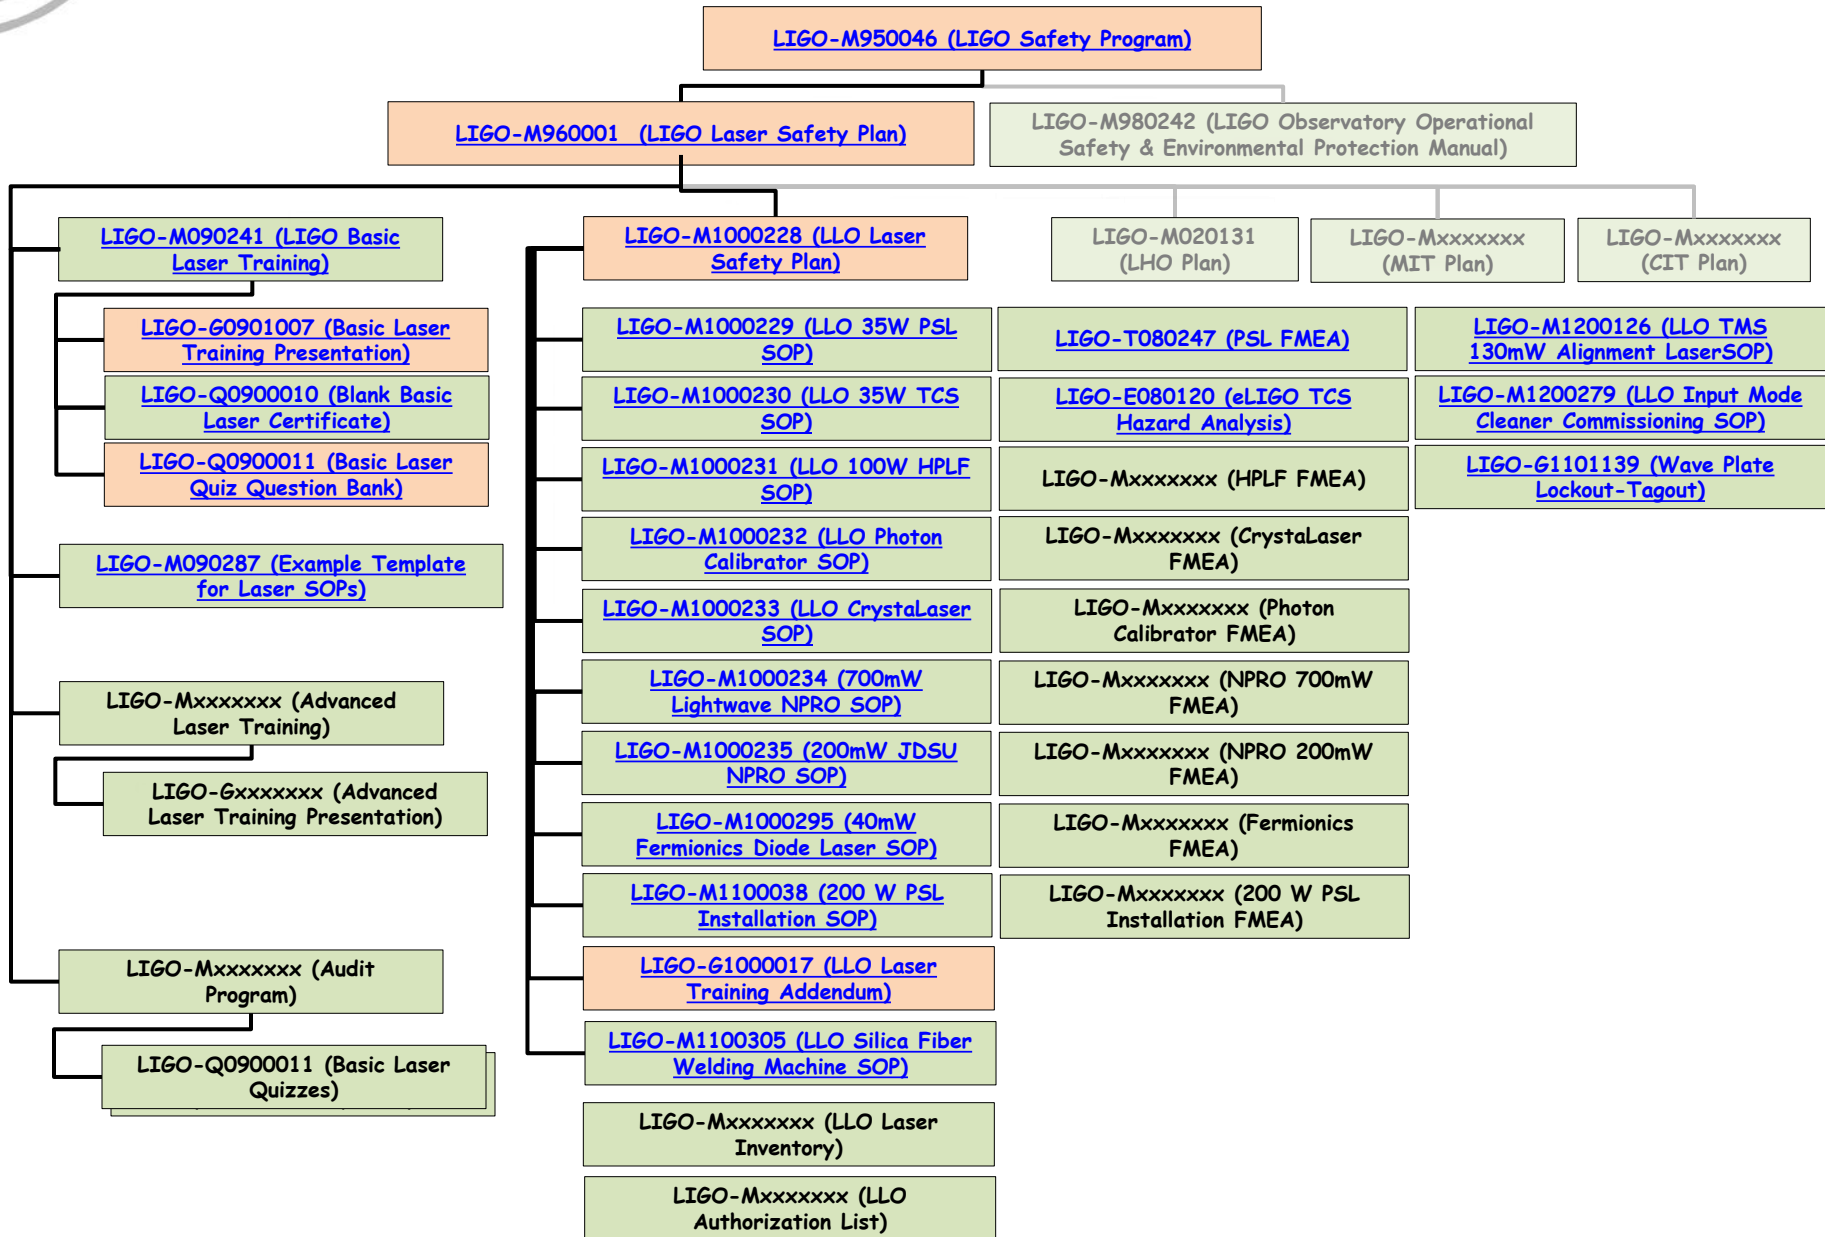 LIGO-M950046 (LIGO Safety Program)
LIGO-M960001 (LIGO Laser Safety Plan)
LIGO-M980242 (LIGO Observatory Operational
Safety & Environmental Protection Manual)
LIGO-M090241 (LIGO Basic
Laser Training)
LIGO-G0901007 (Basic Laser
Training Presentation)
LIGO-Q0900010 (Blank Basic
Laser Certificate)
LIGO-Q0900011 (Basic Laser
Quiz Question Bank)
LIGO-M090287 (Example Template
for Laser SOPs)
LIGO-Mxxxxxxx (Advanced
Laser Training)
LIGO-Gxxxxxxx (Advanced
Laser Training Presentation)
LIGO-Mxxxxxxx (Audit
Program)
LIGO-Q0900011 (Basic Laser
Quizzes)
LIGO-M1000228 (LLO Laser
Safety Plan)
LIGO-M1000229 (LLO 35W PSL
SOP)
LIGO-M1000230 (LLO 35W TCS
SOP)
LIGO-M1000231 (LLO 100W HPLF
SOP)
LIGO-M1000232 (LLO Photon
Calibrator SOP)
LIGO-M1000233 (LLO CrystaLaser
SOP)
LIGO-M1000234 (700mW
Lightwave NPRO SOP)
LIGO-M1000235 (200mW JDSU
NPRO SOP)
LIGO-M1000295 (40mW
Fermionics Diode Laser SOP)
LIGO-M1100038 (200 W PSL
Installation SOP)
LIGO-G1000017 (LLO Laser
Training Addendum)
LIGO-M1100305 (LLO Silica Fiber
Welding Machine SOP)
LIGO-Mxxxxxxx (LLO Laser
Inventory)
LIGO-Mxxxxxxx (LLO
Authorization List)
LIGO-M020131
(LHO Plan)
LIGO-Mxxxxxxx
(MIT Plan)
LIGO-Mxxxxxxx
(CIT Plan)
LIGO-T080247 (PSL FMEA)
LIGO-E080120 (eLIGO TCS
Hazard Analysis)
LIGO-Mxxxxxxx (HPLF FMEA)
LIGO-Mxxxxxxx (CrystaLaser
FMEA)
LIGO-Mxxxxxxx (Photon
Calibrator FMEA)
LIGO-Mxxxxxxx (NPRO 700mW
FMEA)
LIGO-Mxxxxxxx (NPRO 200mW
FMEA)
LIGO-Mxxxxxxx (Fermionics
FMEA)
LIGO-Mxxxxxxx (200 W PSL
Installation FMEA)
LIGO-M1200126 (LLO TMS
130mW Alignment LaserSOP)
LIGO-M1200279 (LLO Input Mode
Cleaner Commissioning SOP)
LIGO-G1101139 (Wave Plate
Lockout-Tagout)